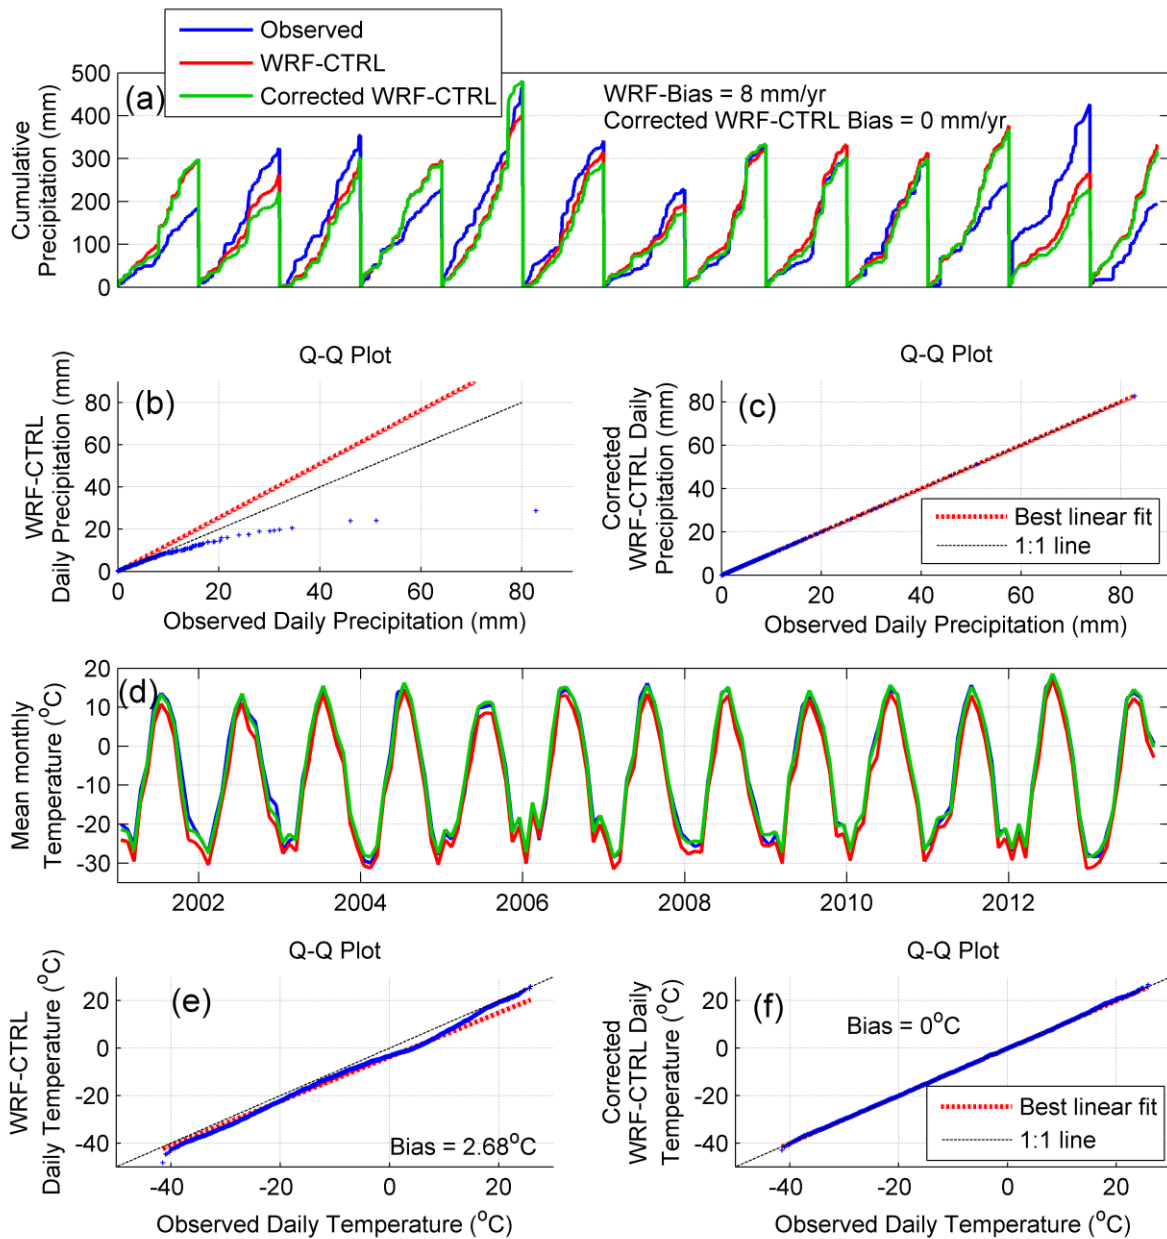 Observed
WRF-CTRL
Corrected WRF-CTRL
(a)
WRF-Bias = 8 mm/yr
Corrected WRF-CTRL Bias = 0 mm/yr
Cumulative
Precipitation (mm)
500
400
300
200
100
0
Q-Q Plot
(b)
WRF-CTRL
Daily Precipitation (mm)
80
60
40
20
0
0 20 40 60 80
Observed Daily Precipitation (mm)
Q-Q Plot
(c)
Corrected
WRF-CTRL Daily
Precipitation (mm)
80
60
40
20
0
Best linear fit
1:1 line
0 20 40 60 80
Observed Daily Precipitation (mm)
(d)
Mean monthly
Temperature (°C)
20
10
0
-10
-20
-30
2002 2004 2006 2008 2010 2012
Q-Q Plot
(e)
WRF-CTRL
Daily Temperature (°C)
20
0
-20
-40
Bias = 2.68°C
-40 -20 0 20
Observed Daily Temperature (°C)
Q-Q Plot
(f)
Corrected
WRF-CTRL Daily
Temperature (°C)
20
0
-20
-40
Bias = 0°C
Best linear fit
1:1 line
-40 -20 0 20
Observed Daily Temperature (°C)